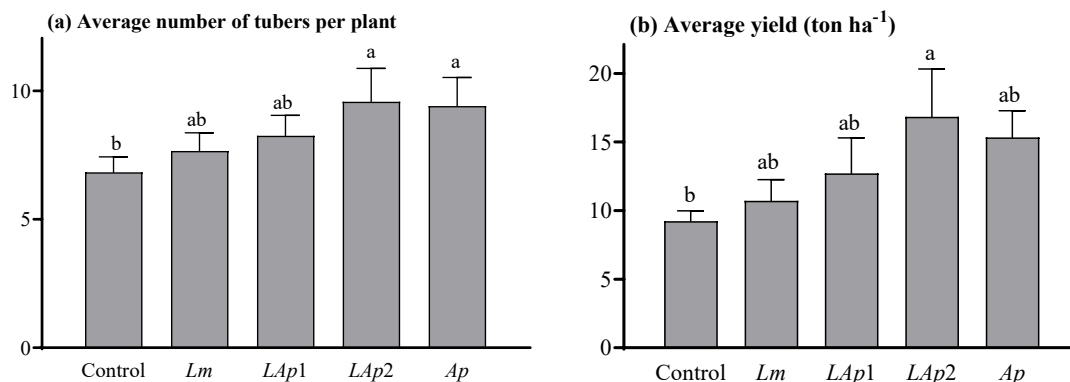 (a) Average number of tubers per plant
10
5
0
b
ab
ab
a
a
Control Lm LAp1 LAp2 Ap
(b) Average yield (ton ha⁻¹)
20
15
10
5
0
b
ab
ab
a
ab
Control Lm LAp1 LAp2 Ap